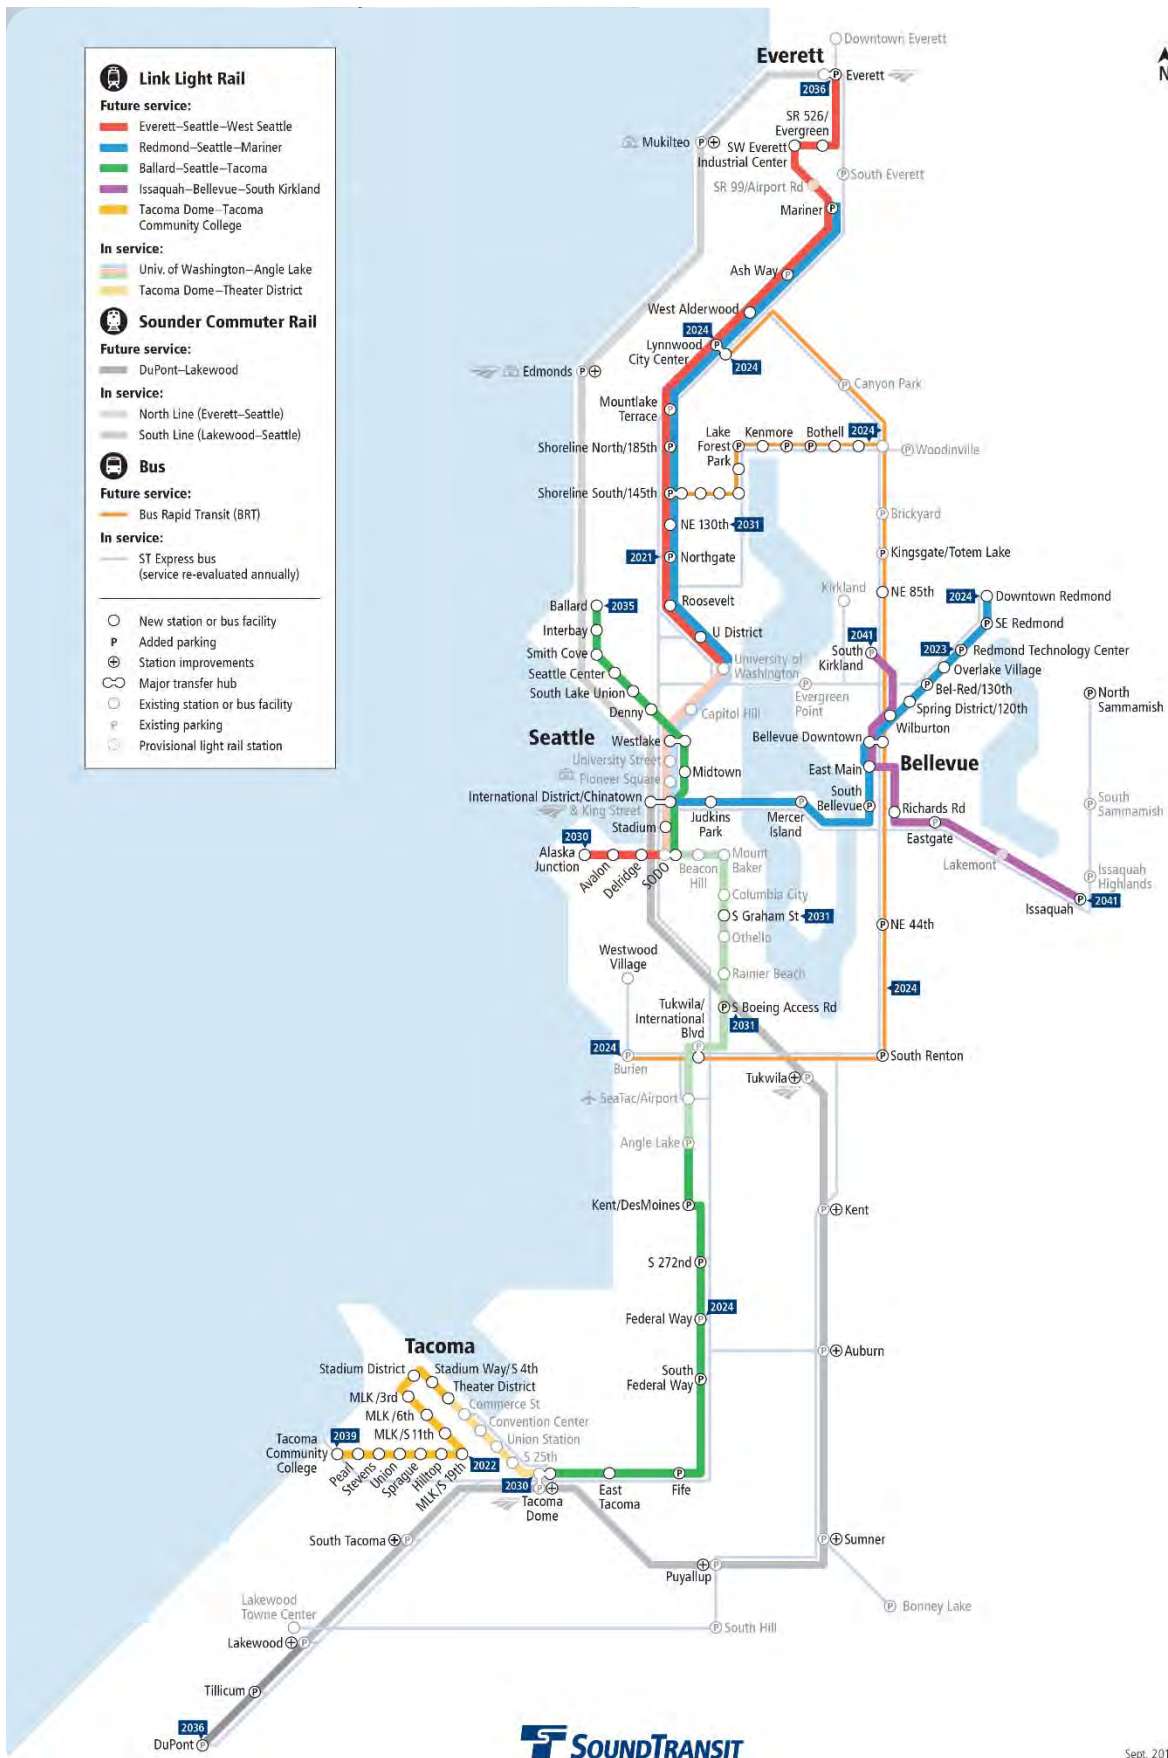 Link Light Rail
Future service:
Everett–Seattle–West Seattle
Redmond–Seattle–Mariner
Ballard–Seattle–Tacoma
Issaquah–Bellevue–South Kirkland
Tacoma Dome–Tacoma
Community College
In service:
Univ. of Washington–Angle Lake
Tacoma Dome–Theater District
Sounder Commuter Rail
Future service:
DuPont–Lakewood
In service:
North Line (Everett–Seattle)
South Line (Lakewood–Seattle)
Bus
Future service:
Bus Rapid Transit (BRT)
In service:
ST Express bus
(service re-evaluated annually)
New station or bus facility
P Added parking
Station improvements
Major transfer hub
Existing station or bus facility
P Existing parking
Provisional light rail station
N
Downtown Everett
Everett
Everett
2036
SR 526/
Evergreen
Mukilteo
SW Everett
Industrial Center
South Everett
SR 99/Airport Rd
Mariner
Ash Way
West Alderwood
2024
Lynnwood
City Center
2024
Edmonds
Canyon Park
Mountlake
Terrace
Lake
Forest
Park
Kenmore
Bothell
2024
Woodinville
Shoreline North/185th
Shoreline South/145th
Brickyard
NE 130th
2031
2021
Northgate
Kingsgate/Totem Lake
Kirkland
NE 85th
2024
Downtown Redmond
Ballard
2035
Roosevelt
SE Redmond
Interbay
U District
2041
South
Kirkland
2023
Redmond Technology Center
Smith Cove
University of
Washington
Overlake Village
Seattle Center
Bel-Red/130th
South Lake Union
Evergreen
Point
Spring District/120th
North
Sammamish
Denny
Capitol Hill
Wilburton
Seattle
Westlake
Bellevue Downtown
University Street
Bellevue
Pioneer Square
Midtown
East Main
International District/Chinatown
& King Street
Judkins
Park
Mercer
Island
South
Bellevue
Richards Rd
South
Sammamish
Stadium
Eastgate
2030
Alaska
Junction
Avalon
Delridge
SODO
Beacon
Hill
Mount
Baker
Lakemont
Issaquah
Highlands
Columbia City
Issaquah
2041
S Graham St
2031
NE 44th
Othello
Westwood
Village
Rainier Beach
2024
Tukwila/
International
Blvd
S Boeing Access Rd
2031
2024
Burien
South Renton
Tukwila
SeaTac/Airport
Angle Lake
Kent/DesMoines
Kent
S 272nd
2024
Federal Way
Auburn
Tacoma
South
Federal Way
Stadium District
Stadium Way/S 4th
Theater District
MLK/3rd
Commerce St
MLK/6th
Convention Center
MLK/S 11th
Union Station
2039
Tacoma
Community
College
S 25th
2022
Pearl
Stevens
Union
Sprague
Hilltop
MLK/S 19th
2030
Tacoma
Dome
East
Tacoma
Fife
South Tacoma
Sumner
Puyallup
Bonney Lake
Lakewood
Towne Center
South Hill
Lakewood
Tillicum
2036
DuPont
SOUNDTRANSIT
Sept. 201